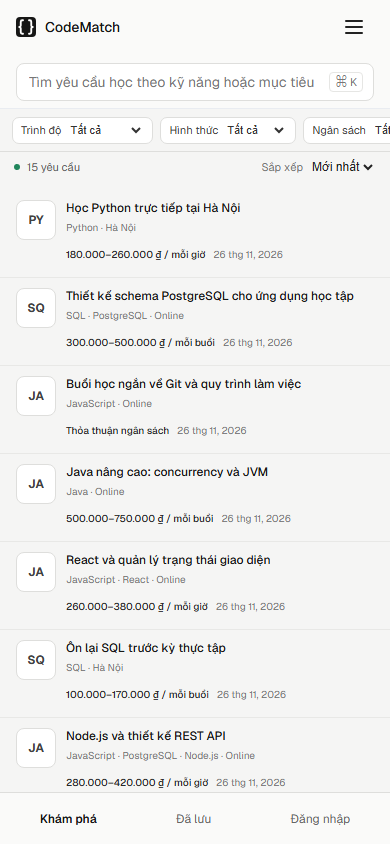 {} CodeMatch
Tìm yêu cầu học theo kỹ năng hoặc mục tiêu ⌘ K
Trình độ Tất cả Hình thức Tất cả Ngân sách
15 yêu cầu Sắp xếp Mới nhất
PY
Học Python trực tiếp tại Hà Nội
Python · Hà Nội
180.000–260.000 ₫ / mỗi giờ 26 thg 11, 2026
SQ
Thiết kế schema PostgreSQL cho ứng dụng học tập
SQL · PostgreSQL · Online
300.000–500.000 ₫ / mỗi buổi 26 thg 11, 2026
JA
Buổi học ngắn về Git và quy trình làm việc
JavaScript · Online
Thỏa thuận ngân sách 26 thg 11, 2026
JA
Java nâng cao: concurrency và JVM
Java · Online
500.000–750.000 ₫ / mỗi buổi 26 thg 11, 2026
JA
React và quản lý trạng thái giao diện
JavaScript · React · Online
260.000–380.000 ₫ / mỗi giờ 26 thg 11, 2026
SQ
Ôn lại SQL trước kỳ thực tập
SQL · Hà Nội
100.000–170.000 ₫ / mỗi buổi 26 thg 11, 2026
JA
Node.js và thiết kế REST API
JavaScript · PostgreSQL · Node.js · Online
280.000–420.000 ₫ / mỗi giờ 26 thg 11, 2026
Khám phá Đã lưu Đăng nhập